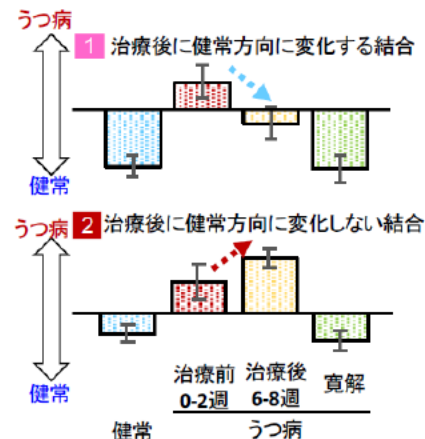 うつ病
1 治療後に健常方向に変化する結合
健常
うつ病
2 治療後に健常方向に変化しない結合
健常
治療前 治療後 寛解
0-2週 6-8週
健常 うつ病